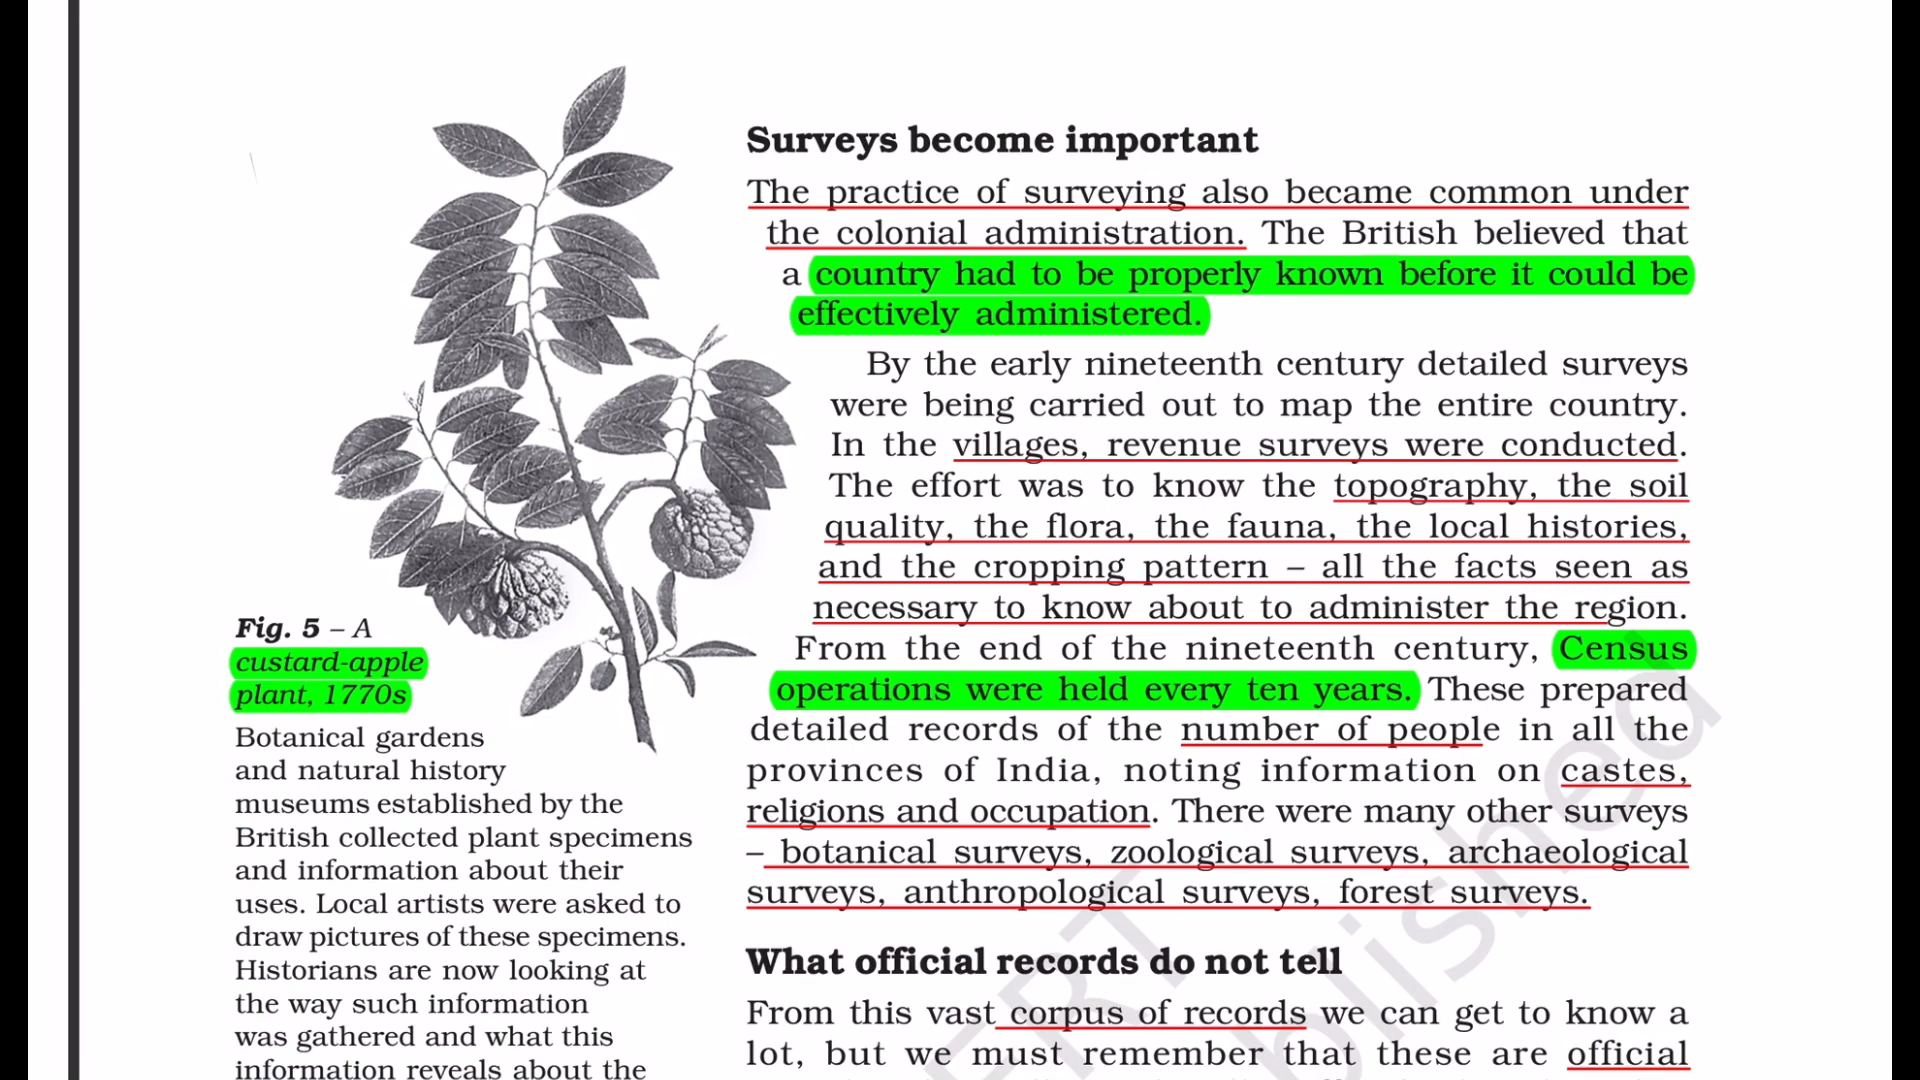 Surveys become important
The practice of surveying also became common under
the colonial administration. The British believed that
a country had to be properly known before it could be
effectively administered.
By the early nineteenth century detailed surveys
were being carried out to map the entire country.
In the villages, revenue surveys were conducted.
The effort was to know the topography, the soil
quality, the flora, the fauna, the local histories,
and the cropping pattern – all the facts seen as
necessary to know about to administer the region.
From the end of the nineteenth century, Census
operations were held every ten years. These prepared
detailed records of the number of people in all the
provinces of India, noting information on castes,
religions and occupation. There were many other surveys
– botanical surveys, zoological surveys, archaeological
surveys, anthropological surveys, forest surveys.
What official records do not tell
From this vast corpus of records we can get to know a
lot, but we must remember that these are official
Fig. 5 – A
custard-apple
plant, 1770s
Botanical gardens
and natural history
museums established by the
British collected plant specimens
and information about their
uses. Local artists were asked to
draw pictures of these specimens.
Historians are now looking at
the way such information
was gathered and what this
information reveals about the